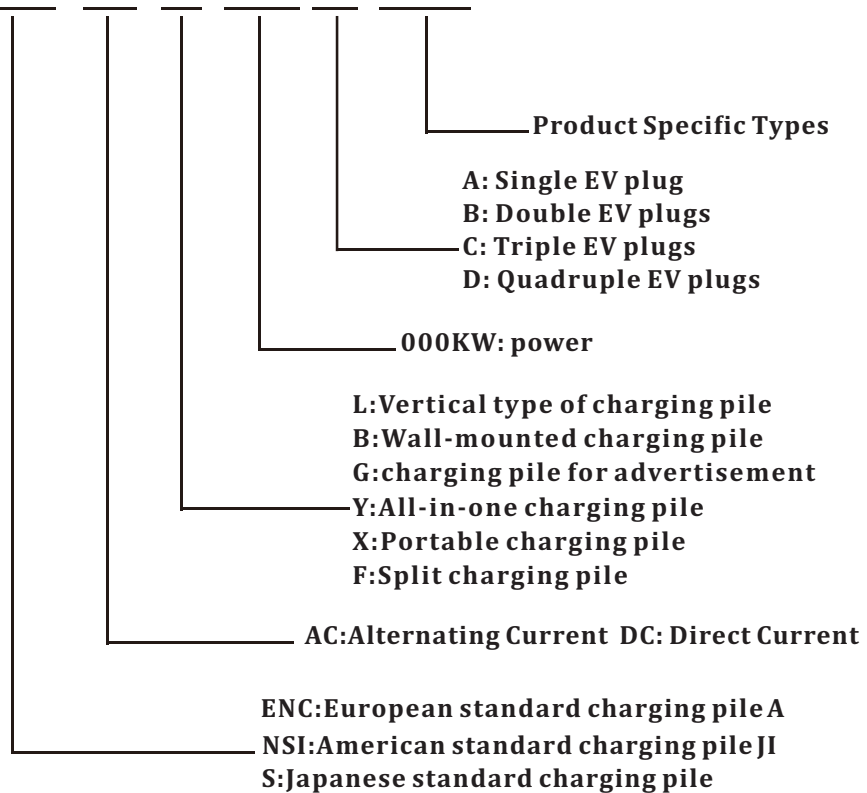 Product Specific Types
A: Single EV plug
B: Double EV plugs
C: Triple EV plugs
D: Quadruple EV plugs
000KW: power
L:Vertical type of charging pile
B:Wall-mounted charging pile
G:charging pile for advertisement
Y:All-in-one charging pile
X:Portable charging pile
F:Split charging pile
AC:Alternating Current DC: Direct Current
ENC:European standard charging pile A
NSI:American standard charging pile JI
S:Japanese standard charging pile